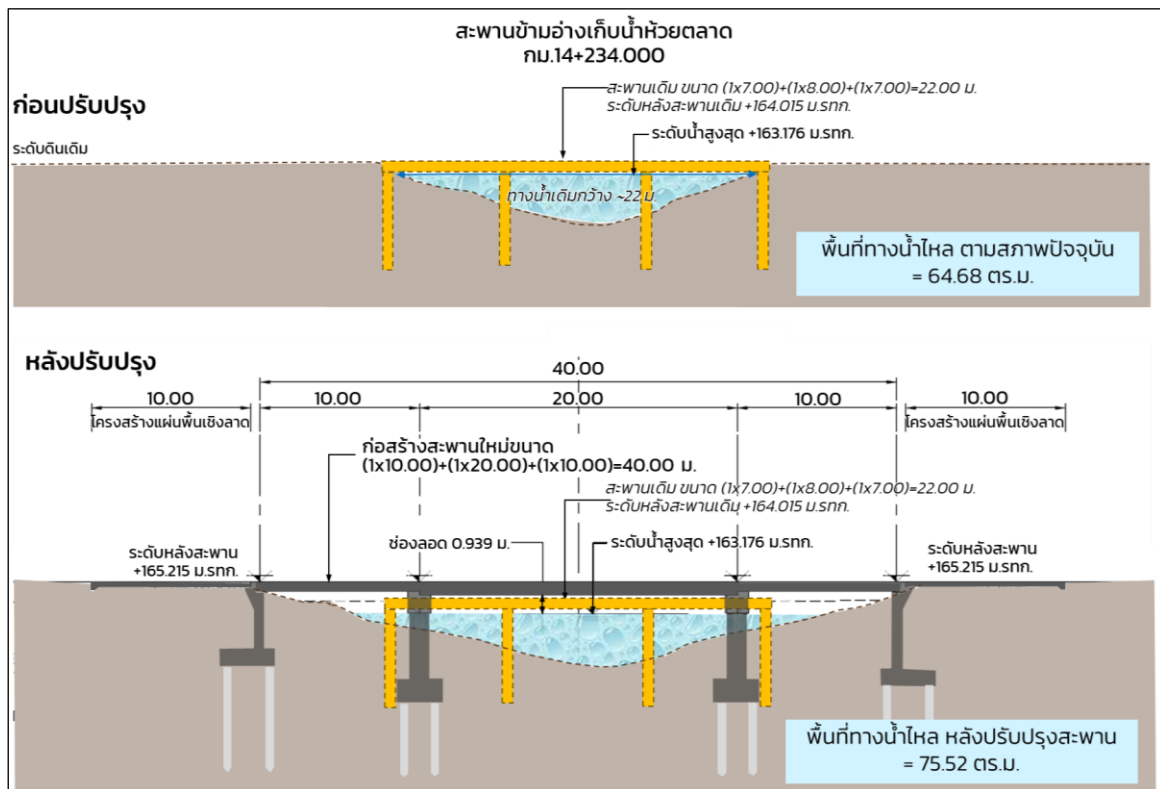 สะพานข้ามอ่างเก็บน้ำห้วยตลาด
กม.14+234.000
ก่อนปรับปรุง
สะพานเดิม ขนาด (1x7.00)+(1x8.00)+(1x7.00)=22.00 ม.
ระดับหลังสะพานเดิม +164.015 ม.รทก.
ระดับน้ำสูงสุด +163.176 ม.รทก.
ระดับดินเดิม
ทางน้ำเดิมกว้าง ~22 ม.
พื้นที่ทางน้ำไหล ตามสภาพปัจจุบัน
= 64.68 ตร.ม.
หลังปรับปรุง
40.00
10.00 10.00 20.00 10.00 10.00
โครงสร้างแผ่นพื้นเชิงลาด โครงสร้างแผ่นพื้นเชิงลาด
ก่อสร้างสะพานใหม่ขนาด
(1x10.00)+(1x20.00)+(1x10.00)=40.00 ม.
สะพานเดิม ขนาด (1x7.00)+(1x8.00)+(1x7.00)=22.00 ม.
ระดับหลังสะพานเดิม +164.015 ม.รทก.
ช่องลอด 0.939 ม. ระดับน้ำสูงสุด +163.176 ม.รทก.
ระดับหลังสะพาน ระดับหลังสะพาน
+165.215 ม.รทก. +165.215 ม.รทก.
พื้นที่ทางน้ำไหล หลังปรับปรุงสะพาน
= 75.52 ตร.ม.